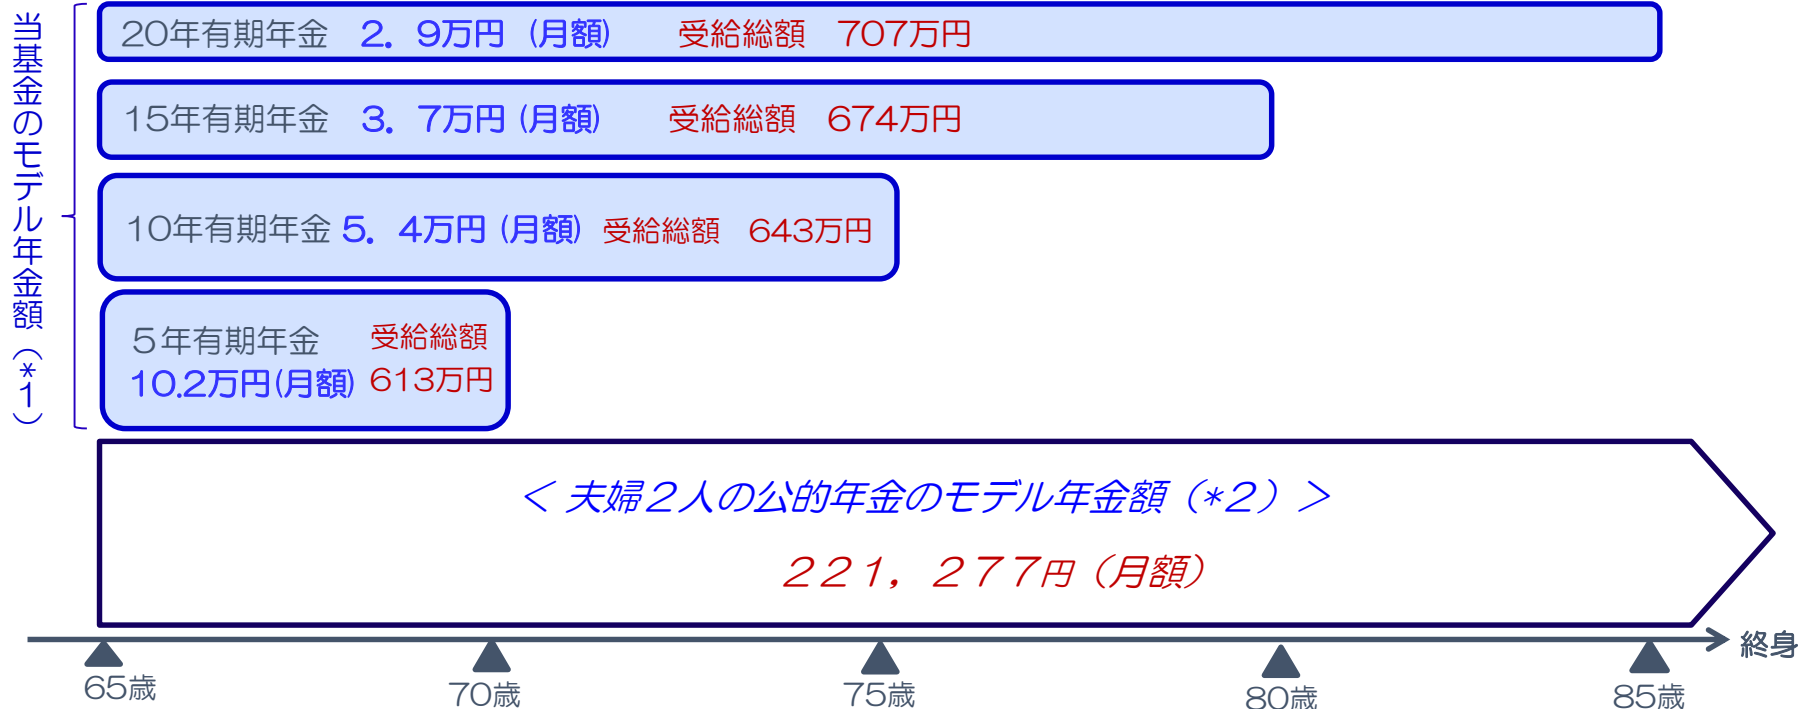 当基金のモデル年金額（*1）
20年有期年金 2．9万円 (月額) 受給総額 707万円
15年有期年金 3．7万円 (月額) 受給総額 674万円
10年有期年金 5．4万円 (月額) 受給総額 643万円
5年有期年金 受給総額
10.2万円(月額) 613万円
＜夫婦２人の公的年金のモデル年金額（*２）＞
２２１，２７７円（月額）
終身
65歳 70歳 75歳 80歳 85歳